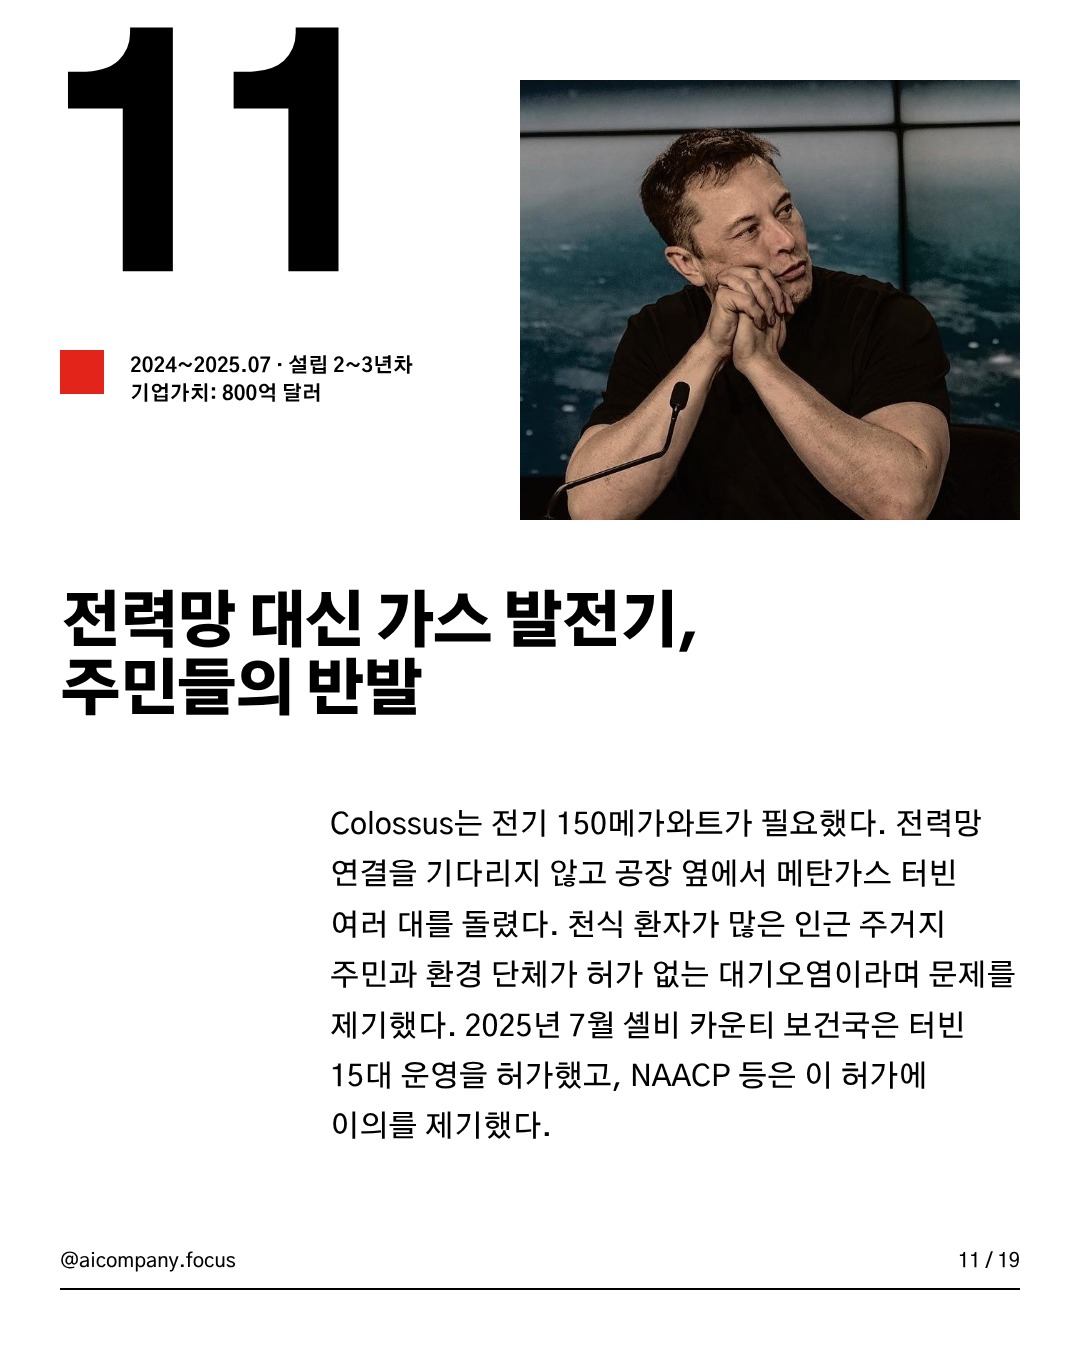 11
2024~2025.07 · 설립 2~3년차
기업가치: 800억 달러
전력망 대신 가스 발전기,
주민들의 반발
Colossus는 전기 150메가와트가 필요했다. 전력망
연결을 기다리지 않고 공장 옆에서 메탄가스 터빈
여러 대를 돌렸다. 천식 환자가 많은 인근 주거지
주민과 환경 단체가 허가 없는 대기오염이라며 문제를
제기했다. 2025년 7월 셸비 카운티 보건국은 터빈
15대 운영을 허가했고, NAACP 등은 이 허가에
이의를 제기했다.
@aicompany.focus
11 / 19